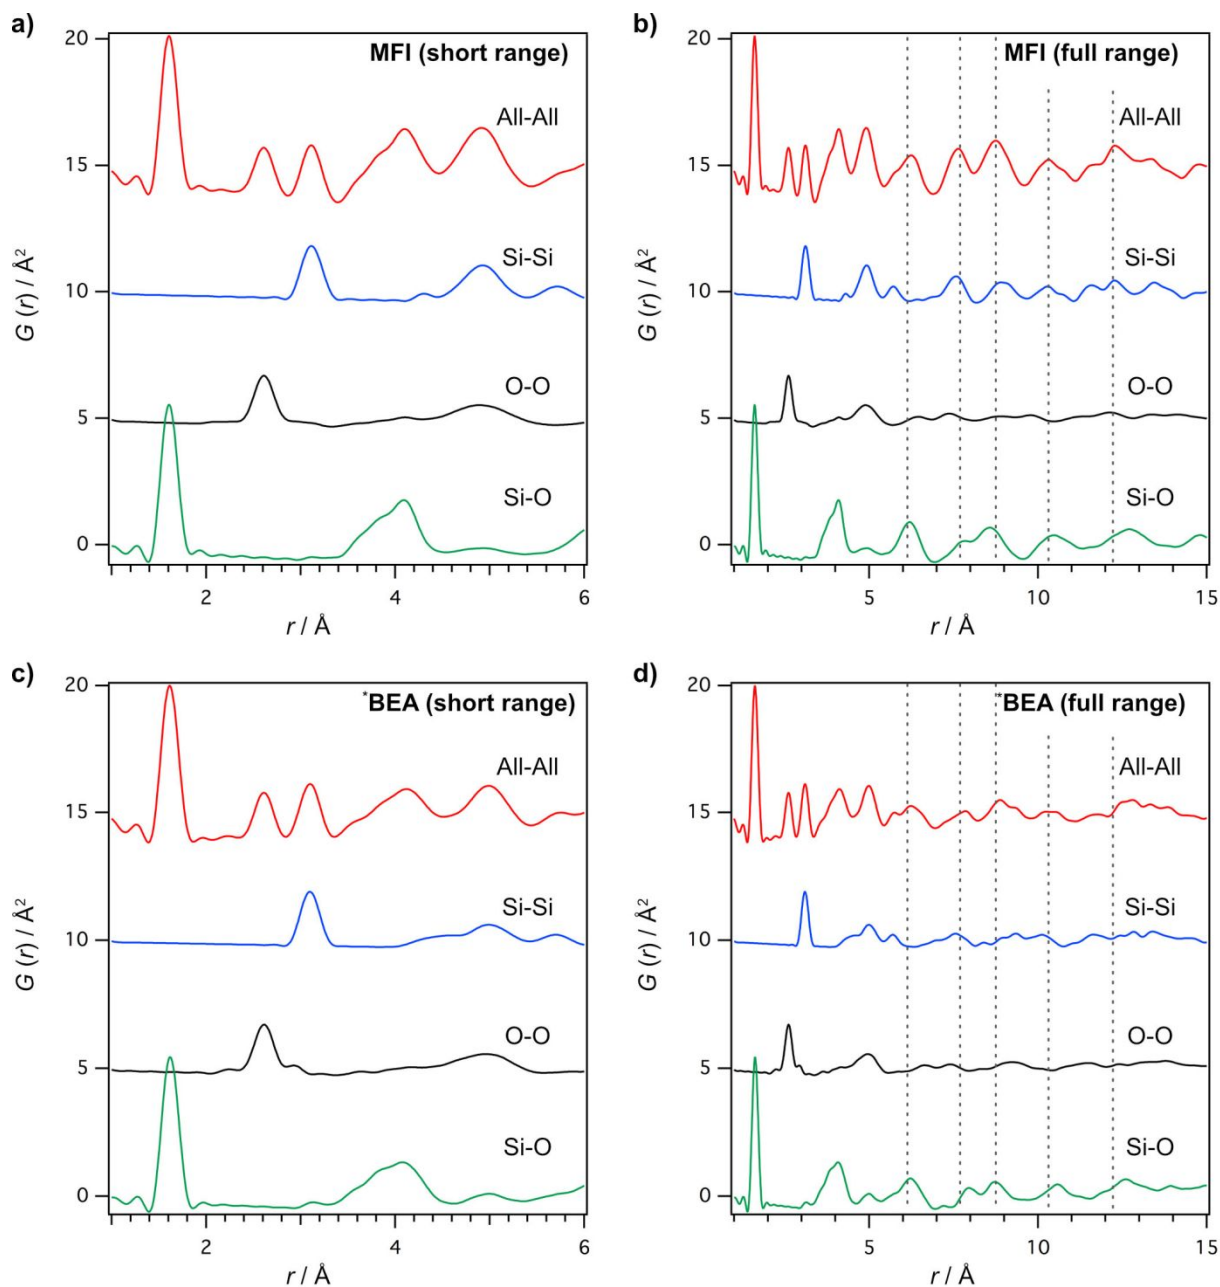 a)
MFI (short range)
20
15
10
5
0
G (r) / Å²
All-All
Si-Si
O-O
Si-O
2
4
6
r / Å
b)
MFI (full range)
20
15
10
5
0
G (r) / Å²
All-All
Si-Si
O-O
Si-O
5
10
15
r / Å
c)
*BEA (short range)
20
15
10
5
0
G (r) / Å²
All-All
Si-Si
O-O
Si-O
2
4
6
r / Å
d)
*BEA (full range)
20
15
10
5
0
G (r) / Å²
All-All
Si-Si
O-O
Si-O
5
10
15
r / Å